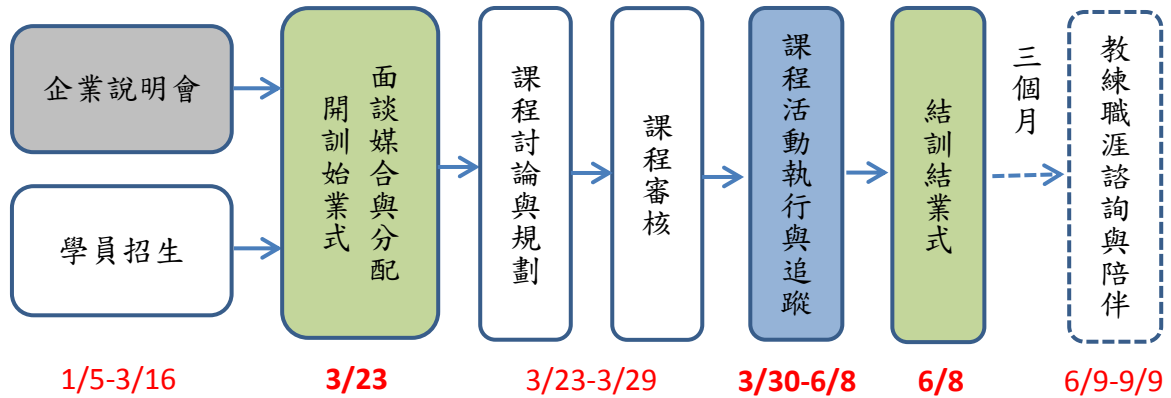 企業說明會
學員招生
面談媒合與分配
開訓始業式
課程討論與規劃
課程審核
課程活動執行與追蹤
結訓結業式
三個月
教練職涯諮詢與陪伴
1/5-3/16
3/23
3/23-3/29
3/30-6/8
6/8
6/9-9/9